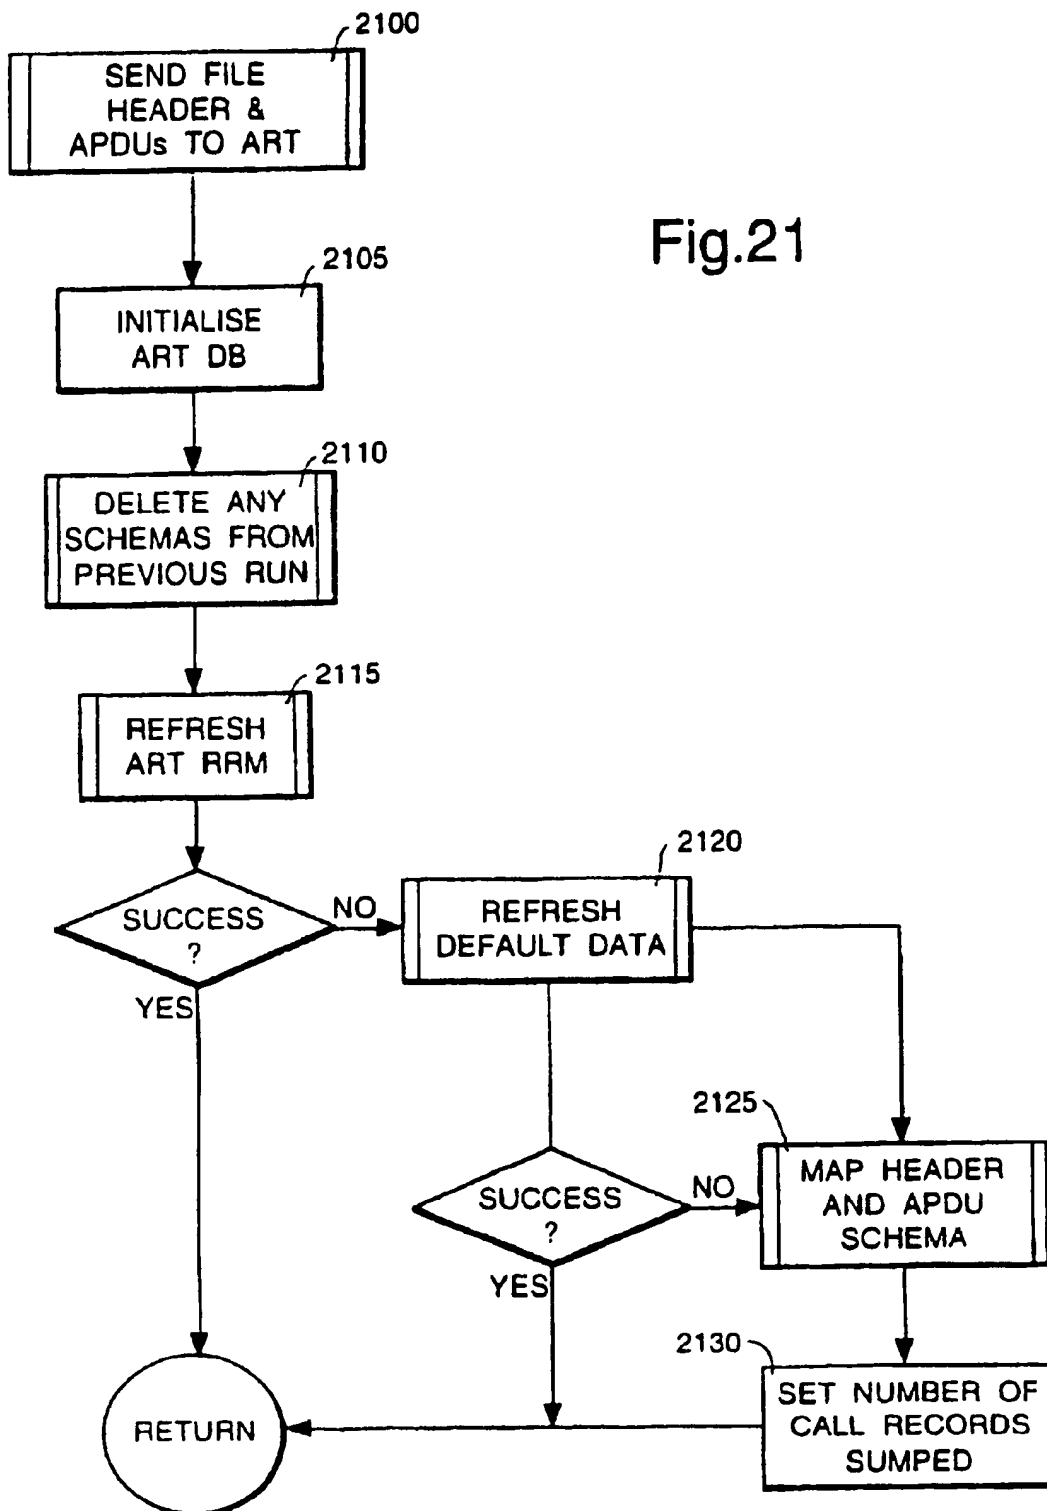 2100
SEND FILE
HEADER &
APDUs TO ART
Fig.21
2105
INITIALISE
ART DB
2110
DELETE ANY
SCHEMAS FROM
PREVIOUS RUN
2115
REFRESH
ART RRM
SUCCESS
?
NO
YES
2120
REFRESH
DEFAULT DATA
SUCCESS
?
NO
YES
2125
MAP HEADER
AND APDU
SCHEMA
2130
SET NUMBER OF
CALL RECORDS
SUMPED
RETURN